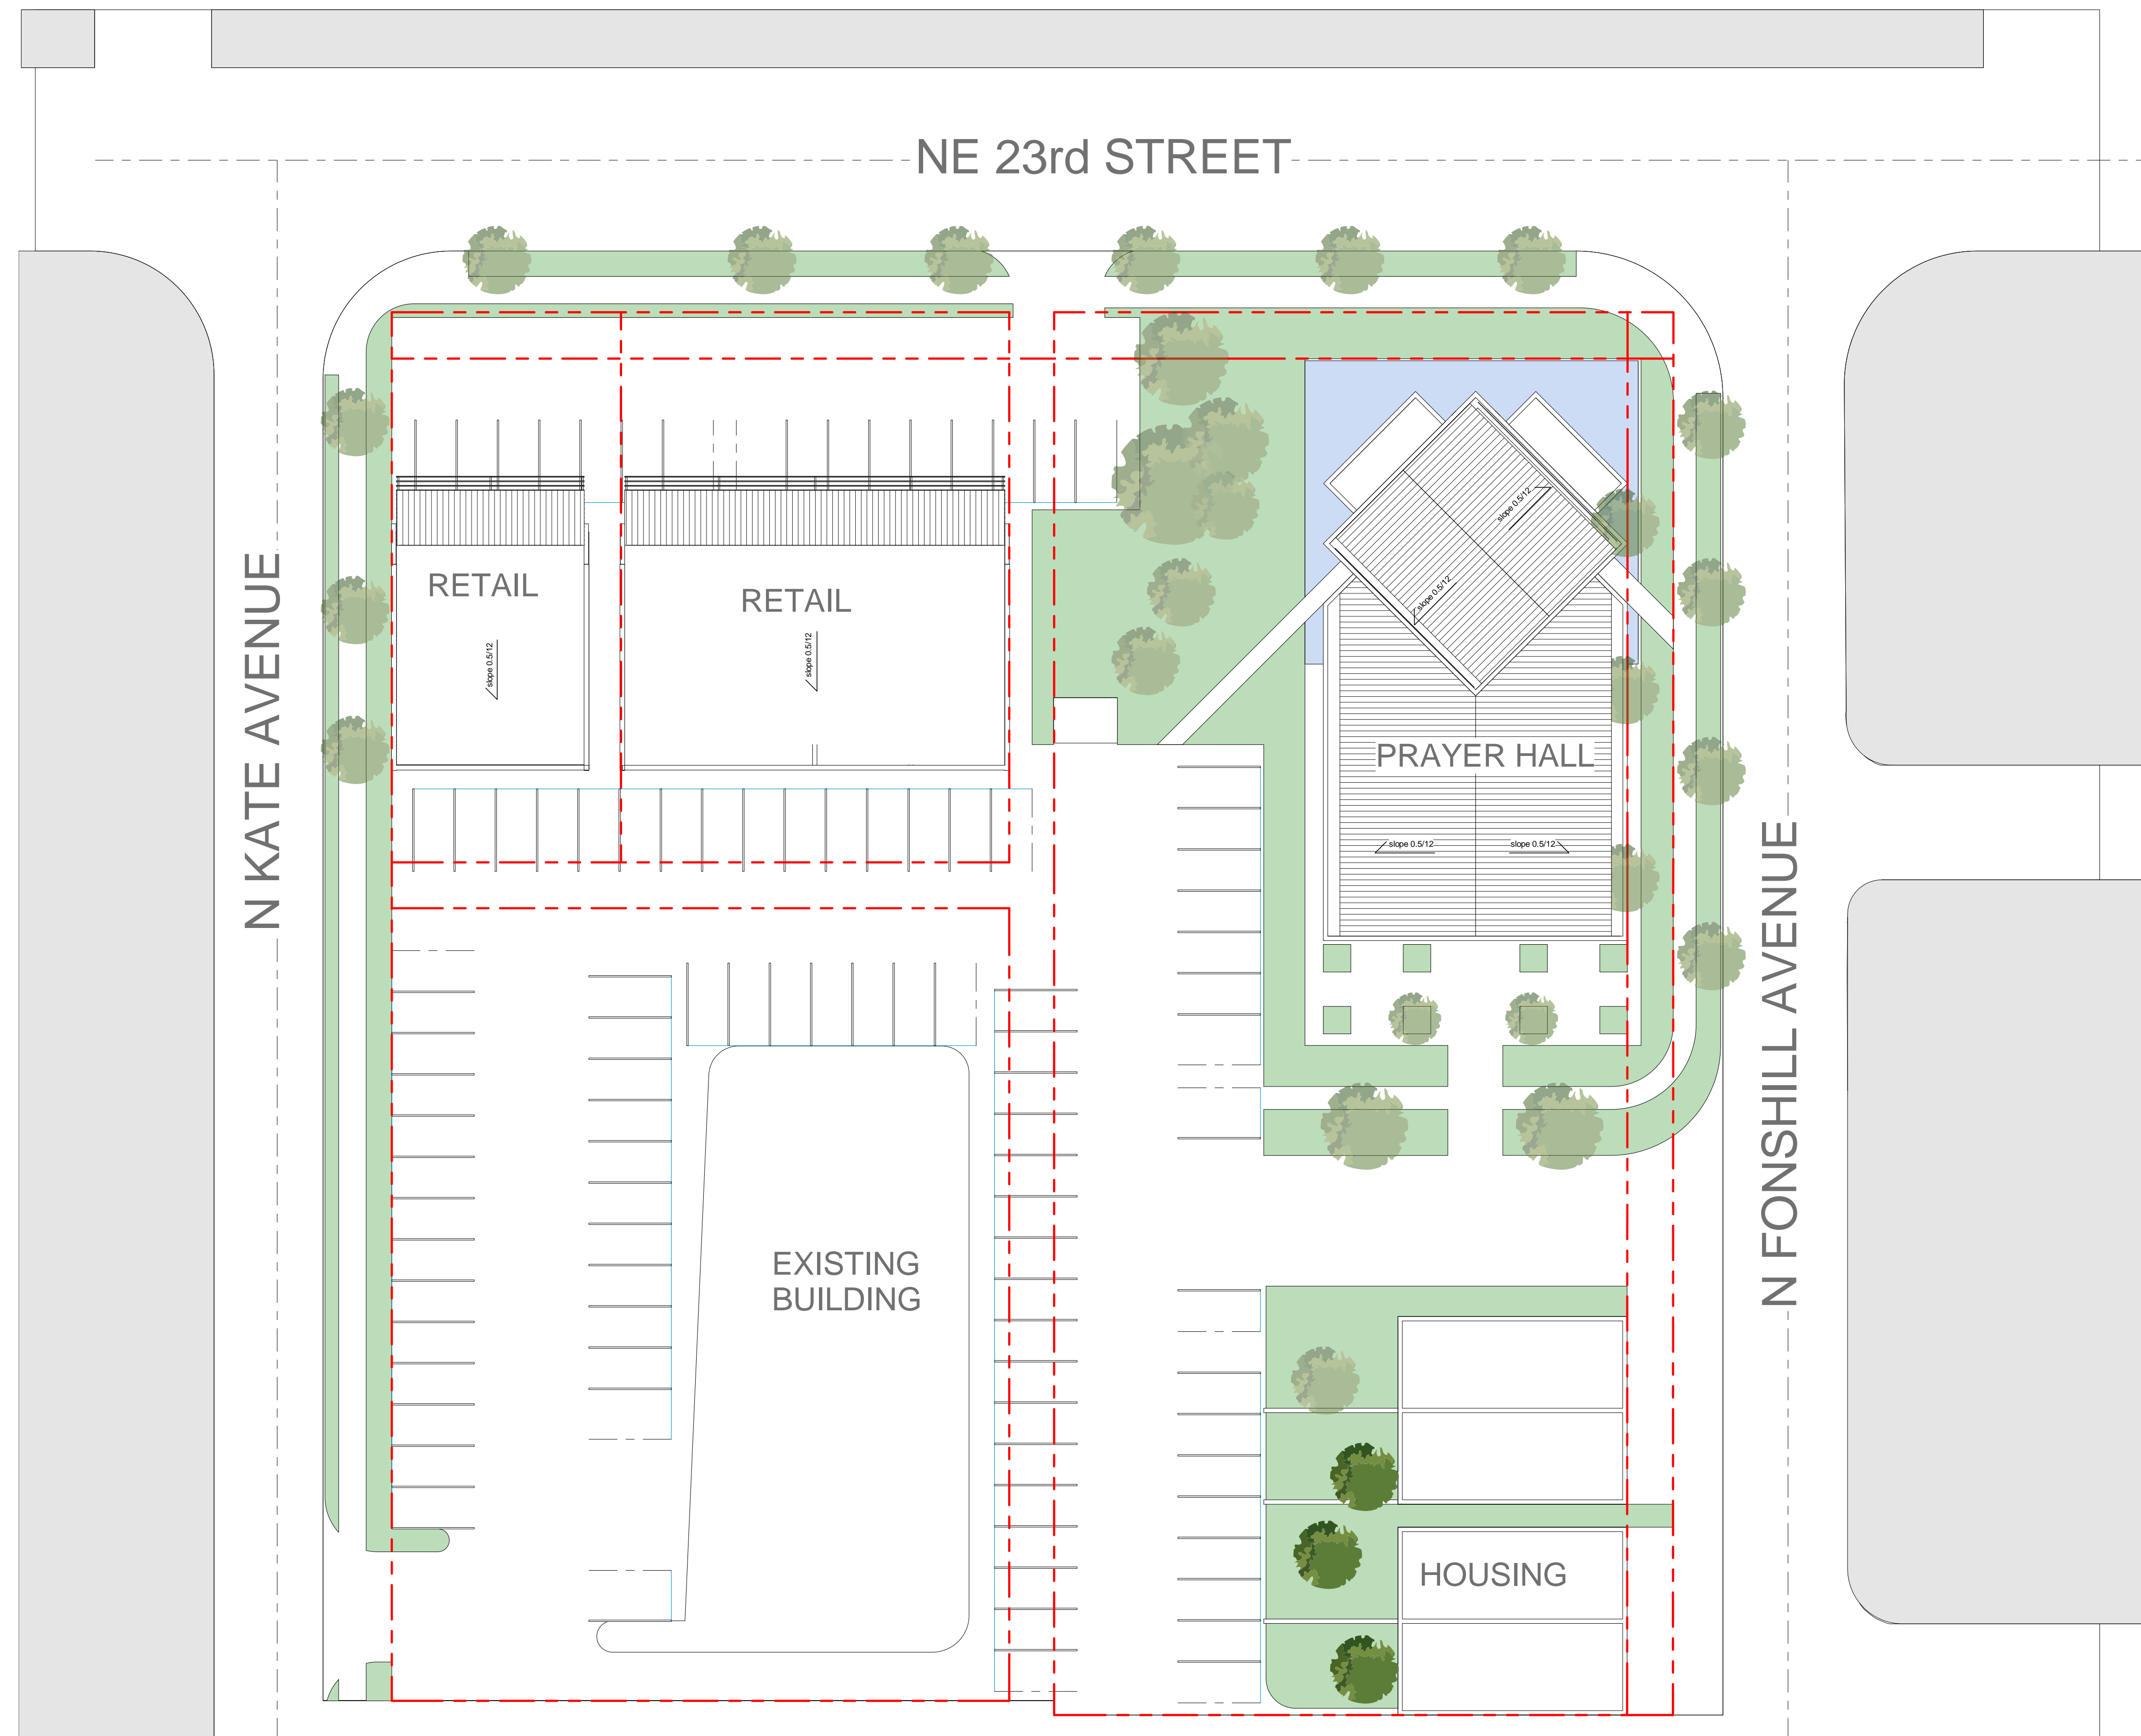 NE 23rd STREET
N KATE AVENUE
RETAIL
slope 0.5/12
RETAIL
slope 0.5/12
slope 0.5/12
slope 0.5/12
PRAYER HALL
slope 0.5/12
slope 0.5/12
N FONSHILL AVENUE
EXISTING
BUILDING
HOUSING